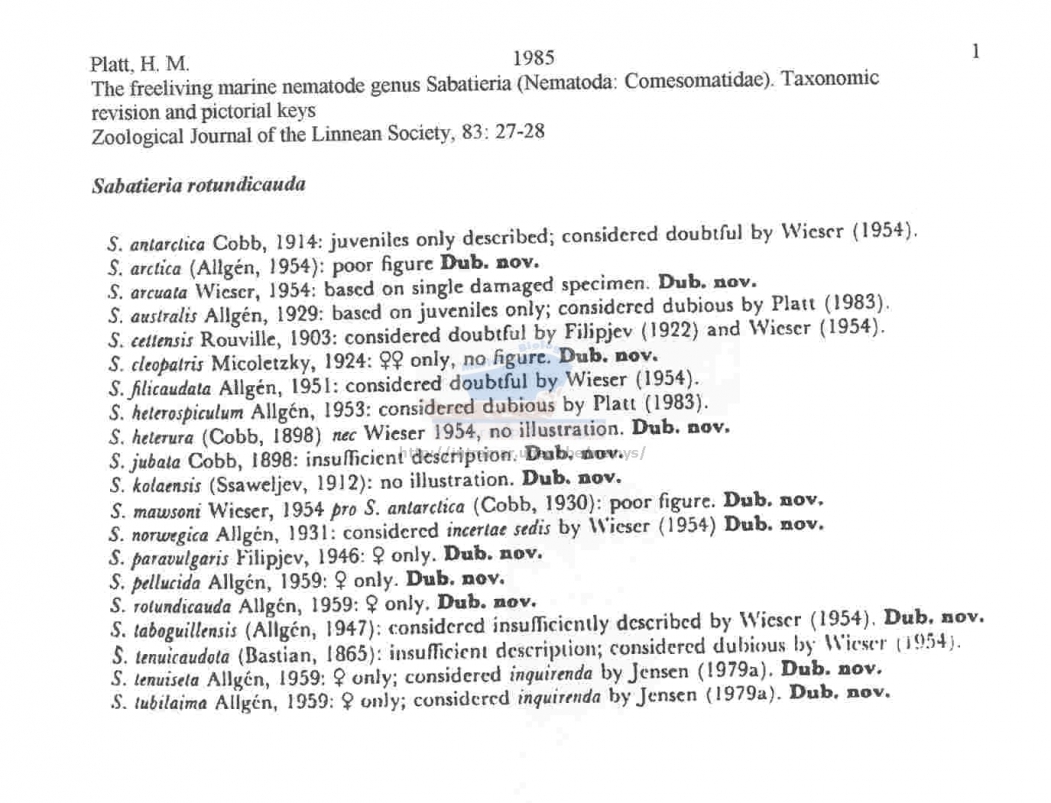 Platt, H. M. 1985 1
The freeliving marine nematode genus Sabatieria (Nematoda: Comesomatidae). Taxonomic
revision and pictorial keys
Zoological Journal of the Linnean Society, 83: 27-28
Sabatieria rotundicauda
S. antarctica Cobb, 1914: juveniles only described; considered doubtful by Wieser (1954).
S. arctica (Allgén, 1954): poor figure Dub. nov.
S. arcuata Wieser, 1954: based on single damaged specimen. Dub. nov.
S. australis Allgén, 1929: based on juveniles only; considered dubious by Platt (1983).
S. cettensis Rouville, 1903: considered doubtful by Filipjev (1922) and Wieser (1954).
S. cleopatris Micoletzky, 1924: ♀♀ only, no figure. Dub. nov.
S. filicaudata Allgén, 1951: considered doubtful by Wieser (1954).
S. heterospiculum Allgén, 1953: considered dubious by Platt (1983).
S. heterura (Cobb, 1898) nec Wieser 1954, no illustration. Dub. nov.
S. jubata Cobb, 1898: insufficient description. Dub. nov.
S. kolaensis (Ssaweljev, 1912): no illustration. Dub. nov.
S. mawsoni Wieser, 1954 pro S. antarctica (Cobb, 1930): poor figure. Dub. nov.
S. norwegica Allgén, 1931: considered incertae sedis by Wieser (1954) Dub. nov.
S. paravulgaris Filipjev, 1946: ♀ only. Dub. nov.
S. pellucida Allgén, 1959: ♀ only. Dub. nov.
S. rotundicauda Allgén, 1959: ♀ only. Dub. nov.
S. taboguillensis (Allgén, 1947): considered insufficiently described by Wieser (1954). Dub. nov.
S. tenuicaudota (Bastian, 1865): insufficient description; considered dubious by Wieser (1954).
S. tenuiseta Allgén, 1959: ♀ only; considered inquirenda by Jensen (1979a). Dub. nov.
S. tubilaima Allgén, 1959: ♀ only; considered inquirenda by Jensen (1979a). Dub. nov.